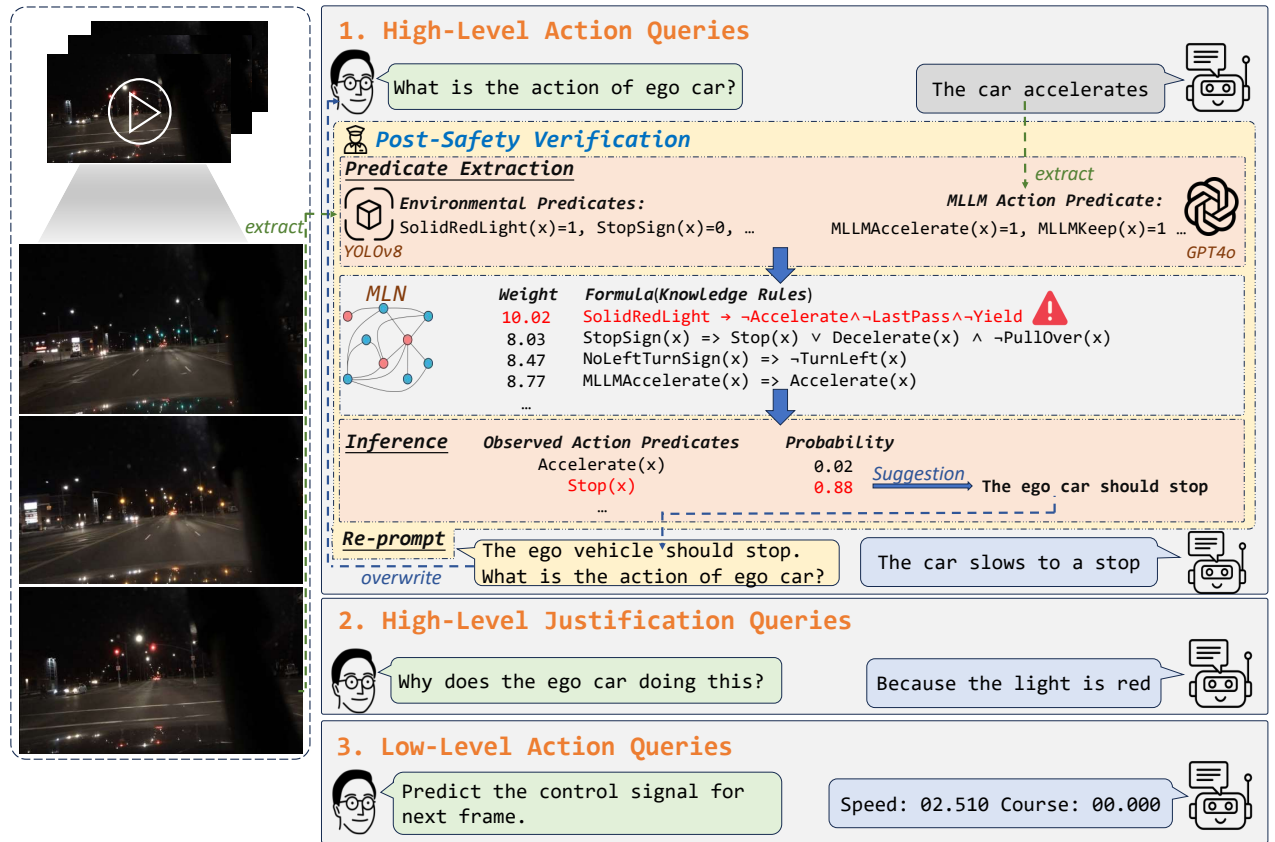 1. High-Level Action Queries
What is the action of ego car?
The car accelerates
Post-Safety Verification
Predicate Extraction
extract
extract
Environmental Predicates:
SolidRedLight(x)=1, StopSign(x)=0, …
YOLOv8
MLLM Action Predicate:
MLLMAccelerate(x)=1, MLLMKeep(x)=1 …
GPT4o
MLN
Weight Formula(Knowledge Rules)
10.02 SolidRedLight → ¬Accelerate∧¬LastPass∧¬Yield
8.03 StopSign(x) => Stop(x) ∨ Decelerate(x) ∧ ¬PullOver(x)
8.47 NoLeftTurnSign(x) => ¬TurnLeft(x)
8.77 MLLMAccelerate(x) => Accelerate(x)
…
Inference Observed Action Predicates Probability
Accelerate(x) 0.02
Stop(x) 0.88
…
Suggestion
The ego car should stop
Re-prompt
overwrite
The ego vehicle should stop.
What is the action of ego car?
The car slows to a stop
2. High-Level Justification Queries
Why does the ego car doing this?
Because the light is red
3. Low-Level Action Queries
Predict the control signal for
next frame.
Speed: 02.510 Course: 00.000